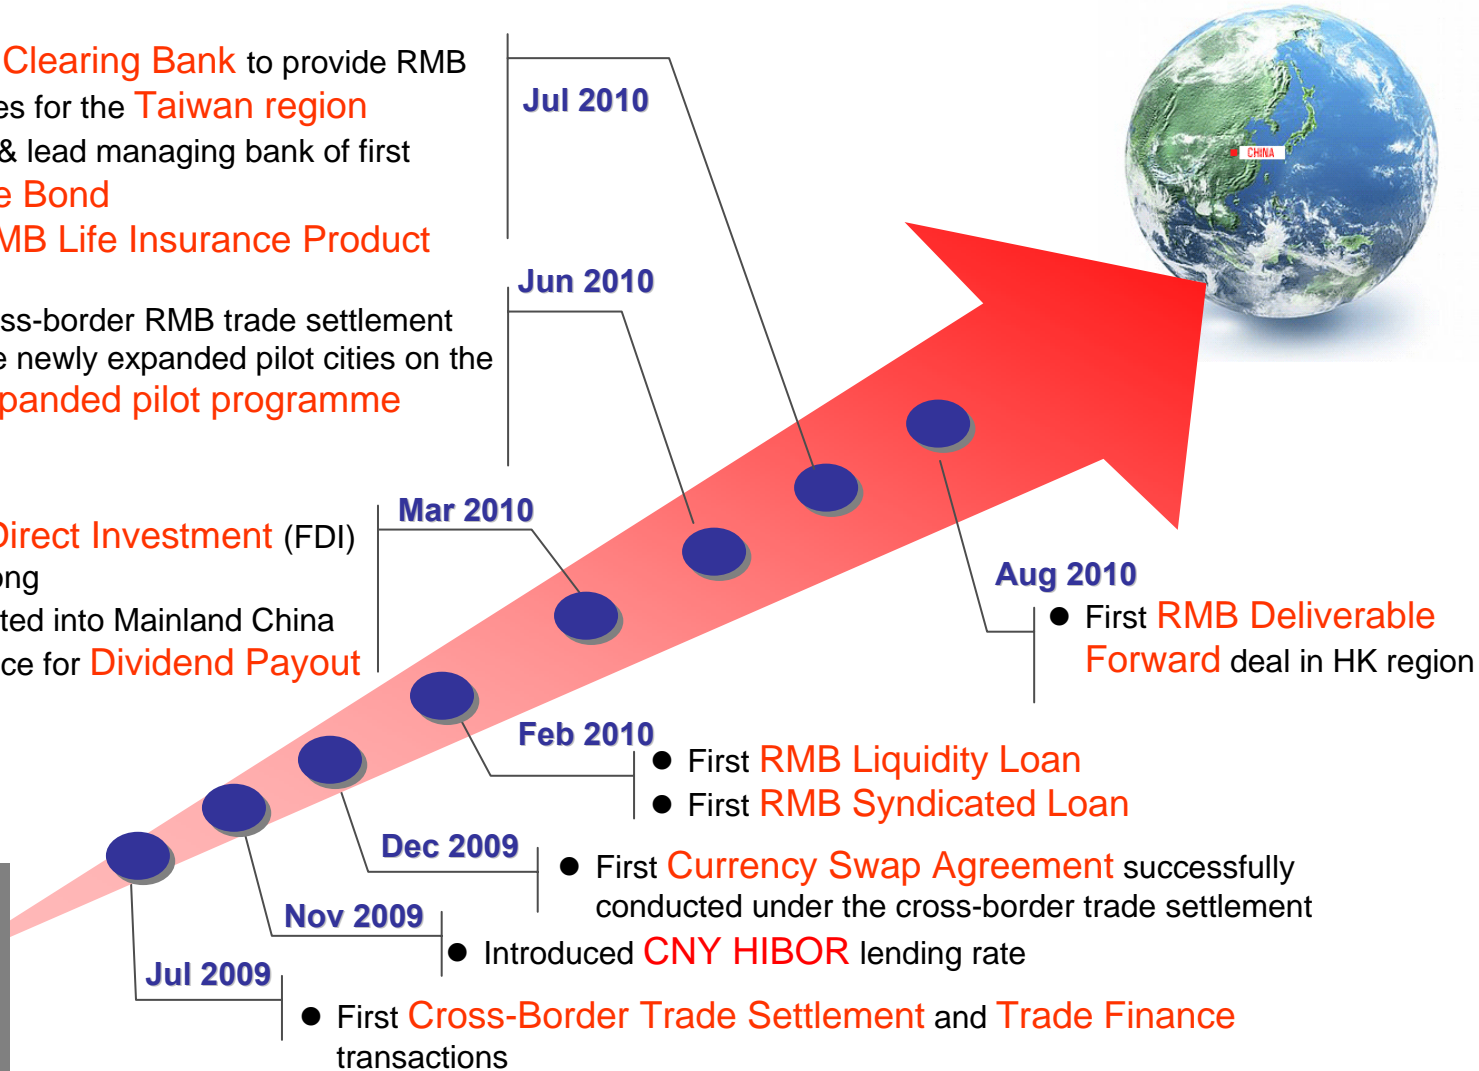 Clearing Bank to provide RMB
es for the Taiwan region
& lead managing bank of first
e Bond
MB Life Insurance Product
Jul 2010
CHINA
Jun 2010
ss-border RMB trade settlement
e newly expanded pilot cities on the
panded pilot programme
Mar 2010
Direct Investment (FDI)
ong
ted into Mainland China
ce for Dividend Payout
Aug 2010
● First RMB Deliverable
Forward deal in HK region
Feb 2010
● First RMB Liquidity Loan
● First RMB Syndicated Loan
Dec 2009
● First Currency Swap Agreement successfully
conducted under the cross-border trade settlement
Nov 2009
● Introduced CNY HIBOR lending rate
Jul 2009
● First Cross-Border Trade Settlement and Trade Finance
transactions